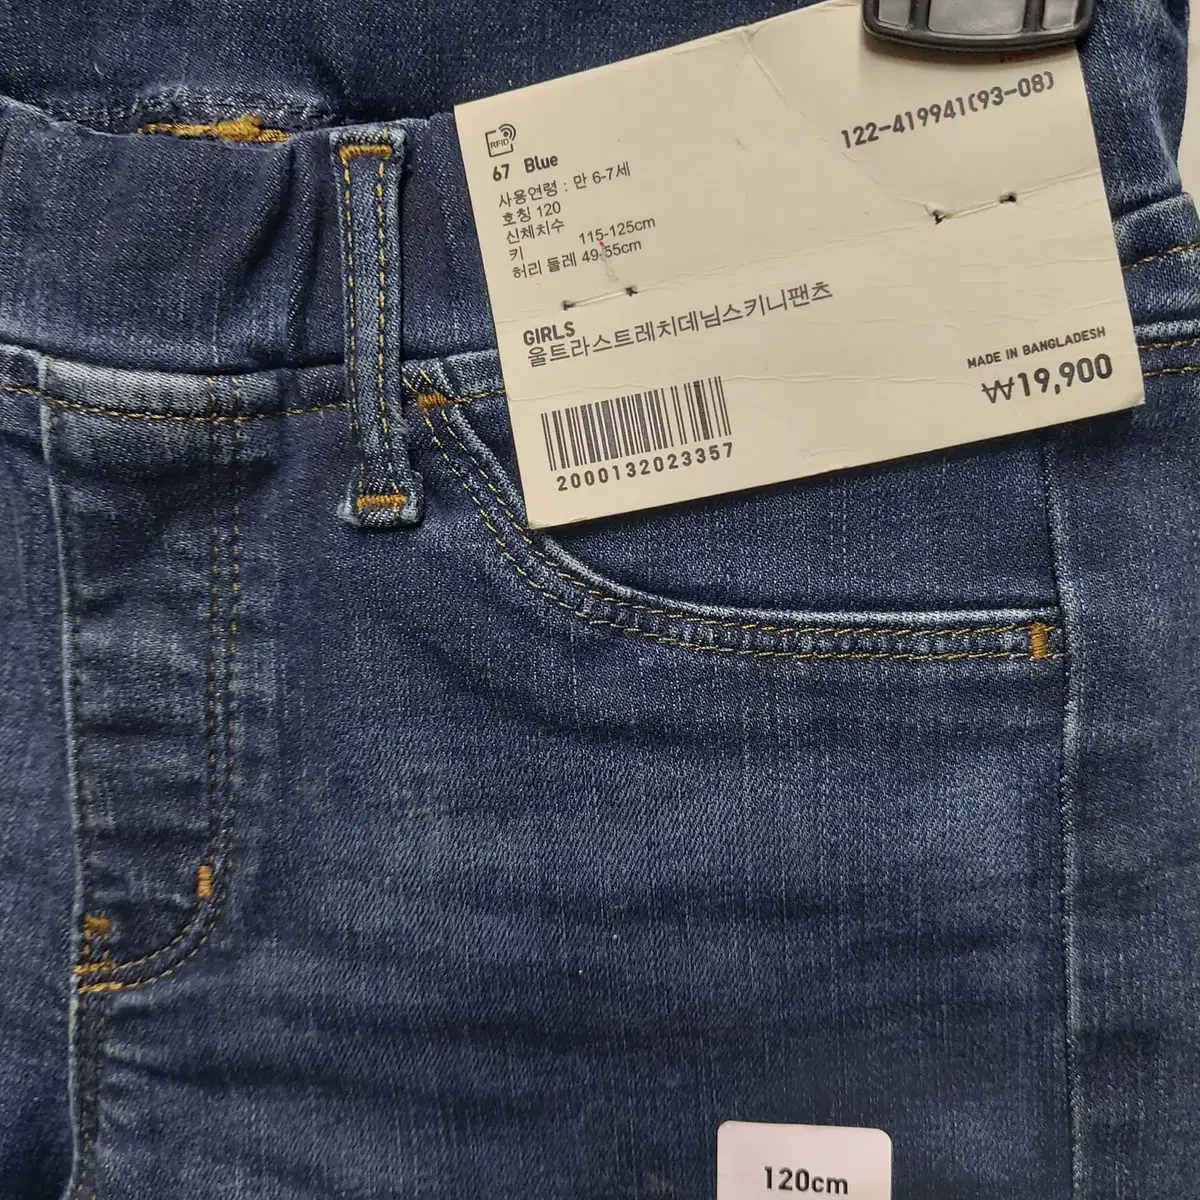 122-419941(93-08)
RFID
67 Blue
사용연령 : 만 6-7세
호칭 120
신체치수
키 115-125cm
허리 둘레 49-55cm
GIRLS
울트라스트레치데님스키니팬츠
MADE IN BANGLADESH
₩19,900
2000132023357
120cm